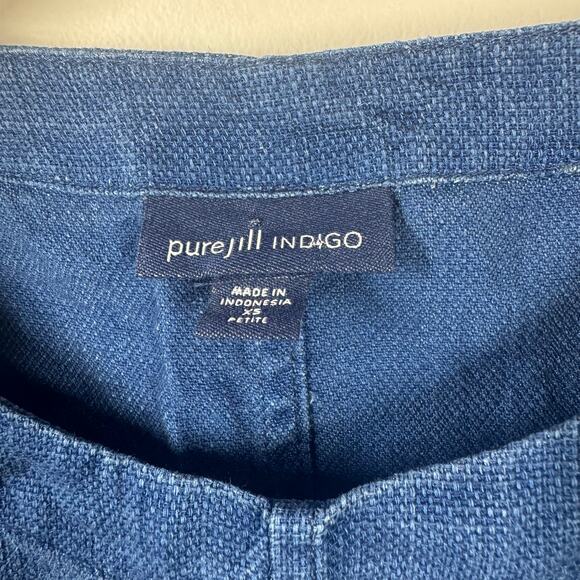 purejill INDIGO
MADE IN
INDONESIA
XS
PETITE